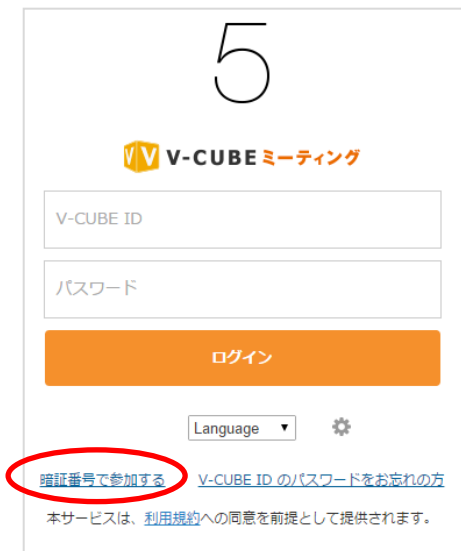 5
V-CUBE ミーティング
V-CUBE ID
パスワード
ログイン
Language ▼
暗証番号で参加する V-CUBE ID のパスワードをお忘れの方
本サービスは、利用規約への同意を前提として提供されます。